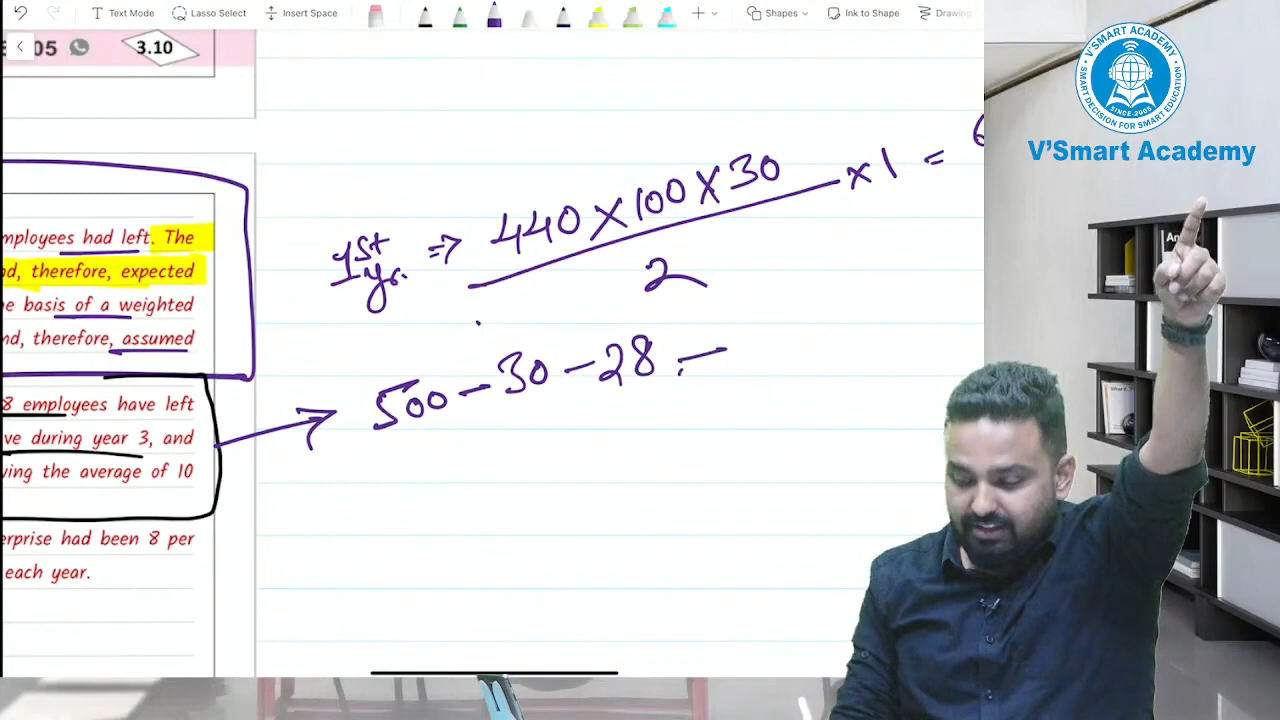 Text Mode Lasso Select Insert Space Shapes Ink to Shape Drawing
05 3.10
V'SMART ACADEMY
SMART DECISION FOR SMART EDUCATION
SINCE-2005
V'Smart Academy
mployees had left. The
nd, therefore, expected
e basis of a weighted
nd, therefore, assumed
8 employees have left
ve during year 3, and
ving the average of 10
erprise had been 8 per
each year.
1st yr. ⇒ 440 × 100 × 30 / 2 × 1 =
500 - 30 - 28 -